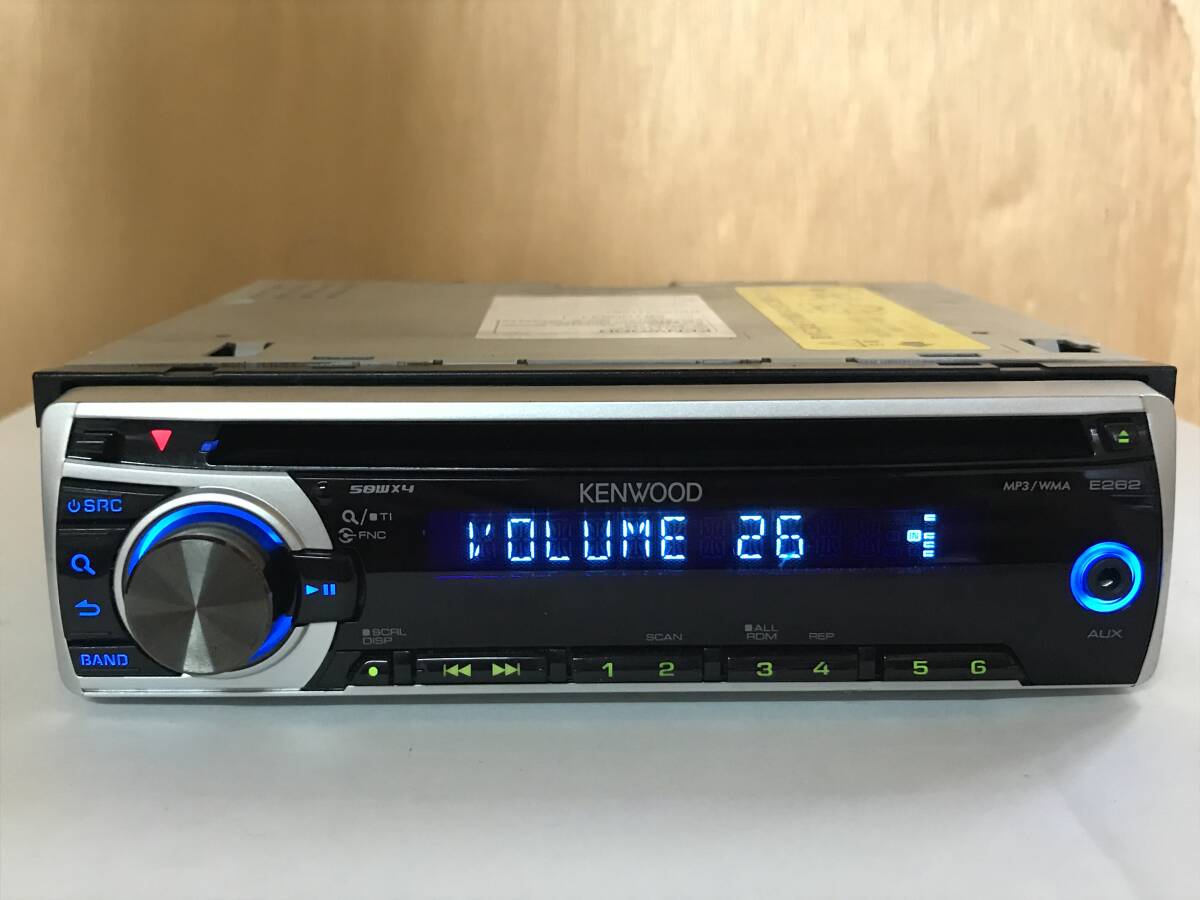 50W×4
KENWOOD
MP3/WMA
E262
SRC
TI
FNC
VOLUME 26
IN
AUX
BAND
SCRL
DISP
SCAN
ALL
RDM
REP
1 2
3 4
5 6